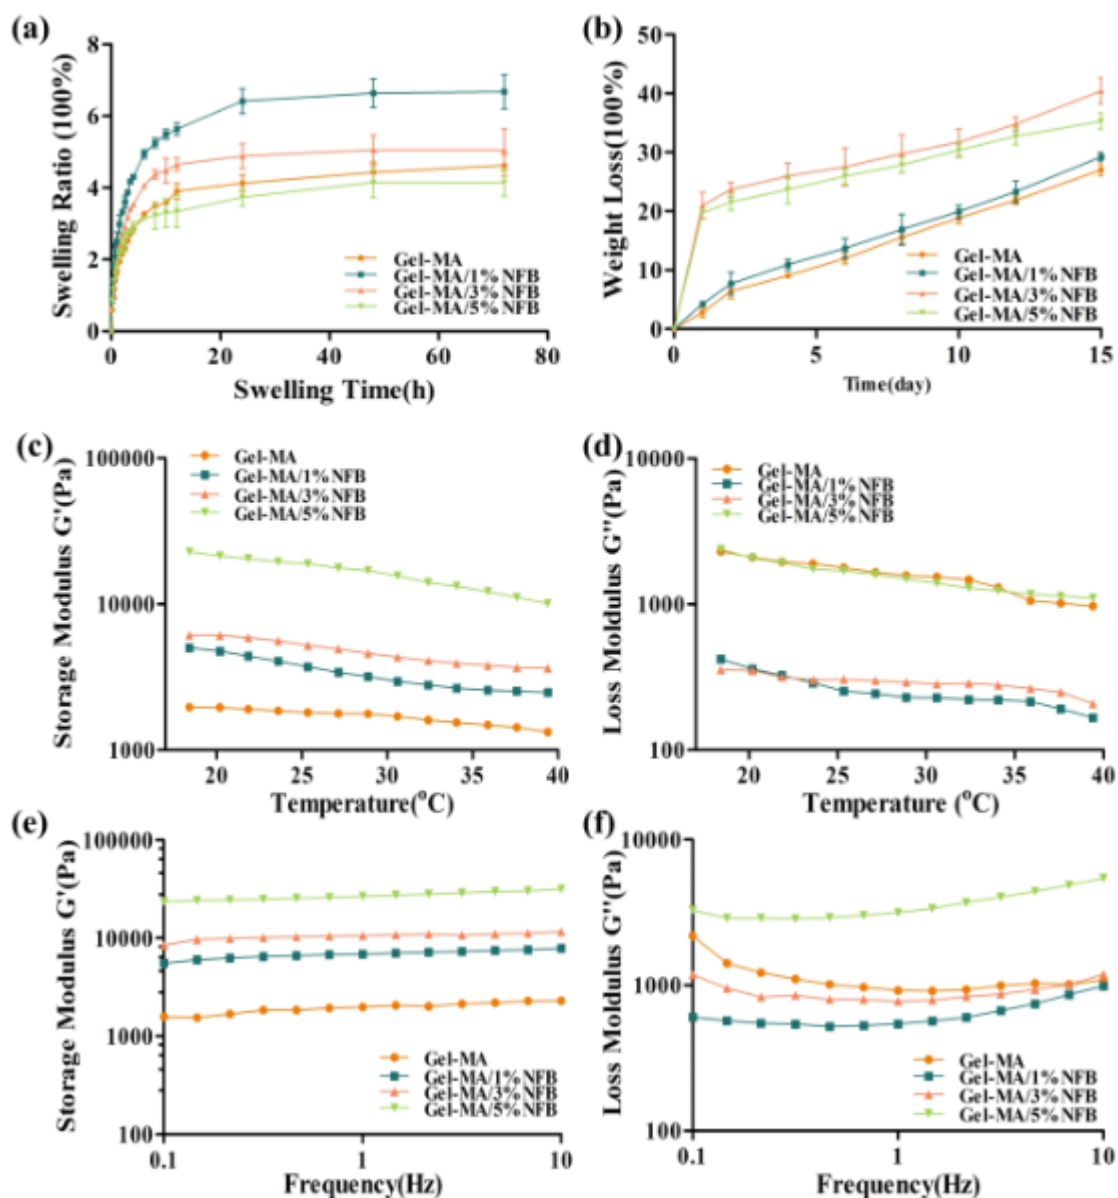 (a)
Swelling Ratio (100%)
8
6
4
2
0
0 20 40 60 80
Swelling Time(h)
Gel-MA
Gel-MA/1%NFB
Gel-MA/3%NFB
Gel-MA/5%NFB
(b)
Weight Loss(100%)
50
40
30
20
10
0
0 5 10 15
Time(day)
Gel-MA
Gel-MA/1%NFB
Gel-MA/3%NFB
Gel-MA/5%NFB
(c)
Storage Modulus G'(Pa)
100000
10000
1000
20 25 30 35 40
Temperature(°C)
Gel-MA
Gel-MA/1%NFB
Gel-MA/3%NFB
Gel-MA/5%NFB
(d)
Loss Moldulus G"(Pa)
10000
1000
100
20 25 30 35 40
Temperature (°C)
Gel-MA
Gel-MA/1%NFB
Gel-MA/3%NFB
Gel-MA/5%NFB
(e)
Storage Modulus G'(Pa)
100000
10000
1000
100
0.1 1 10
Frequency(Hz)
Gel-MA
Gel-MA/1%NFB
Gel-MA/3%NFB
Gel-MA/5%NFB
(f)
Loss Moldulus G"(Pa)
10000
1000
100
0.1 1 10
Frequency(Hz)
Gel-MA
Gel-MA/1%NFB
Gel-MA/3%NFB
Gel-MA/5%NFB